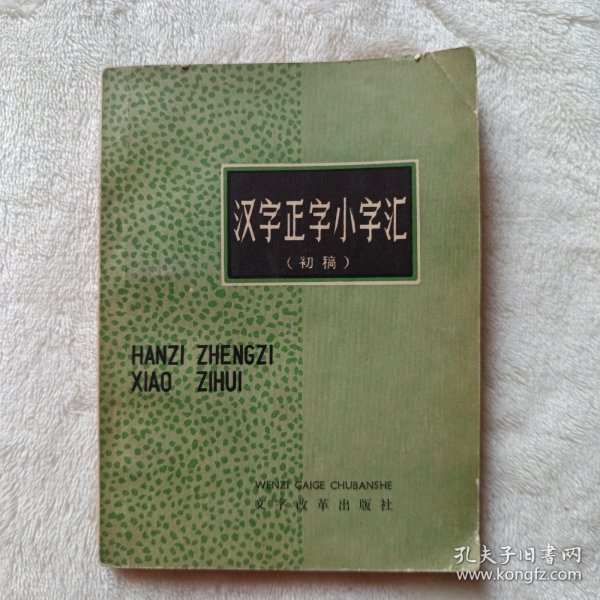 汉字正字小字汇
（初稿）
HANZI ZHENGZI
XIAO ZIHUI
WENZI GAIGE CHUBANSHE
文字改革出版社
孔夫子旧书网
www.kongfz.com